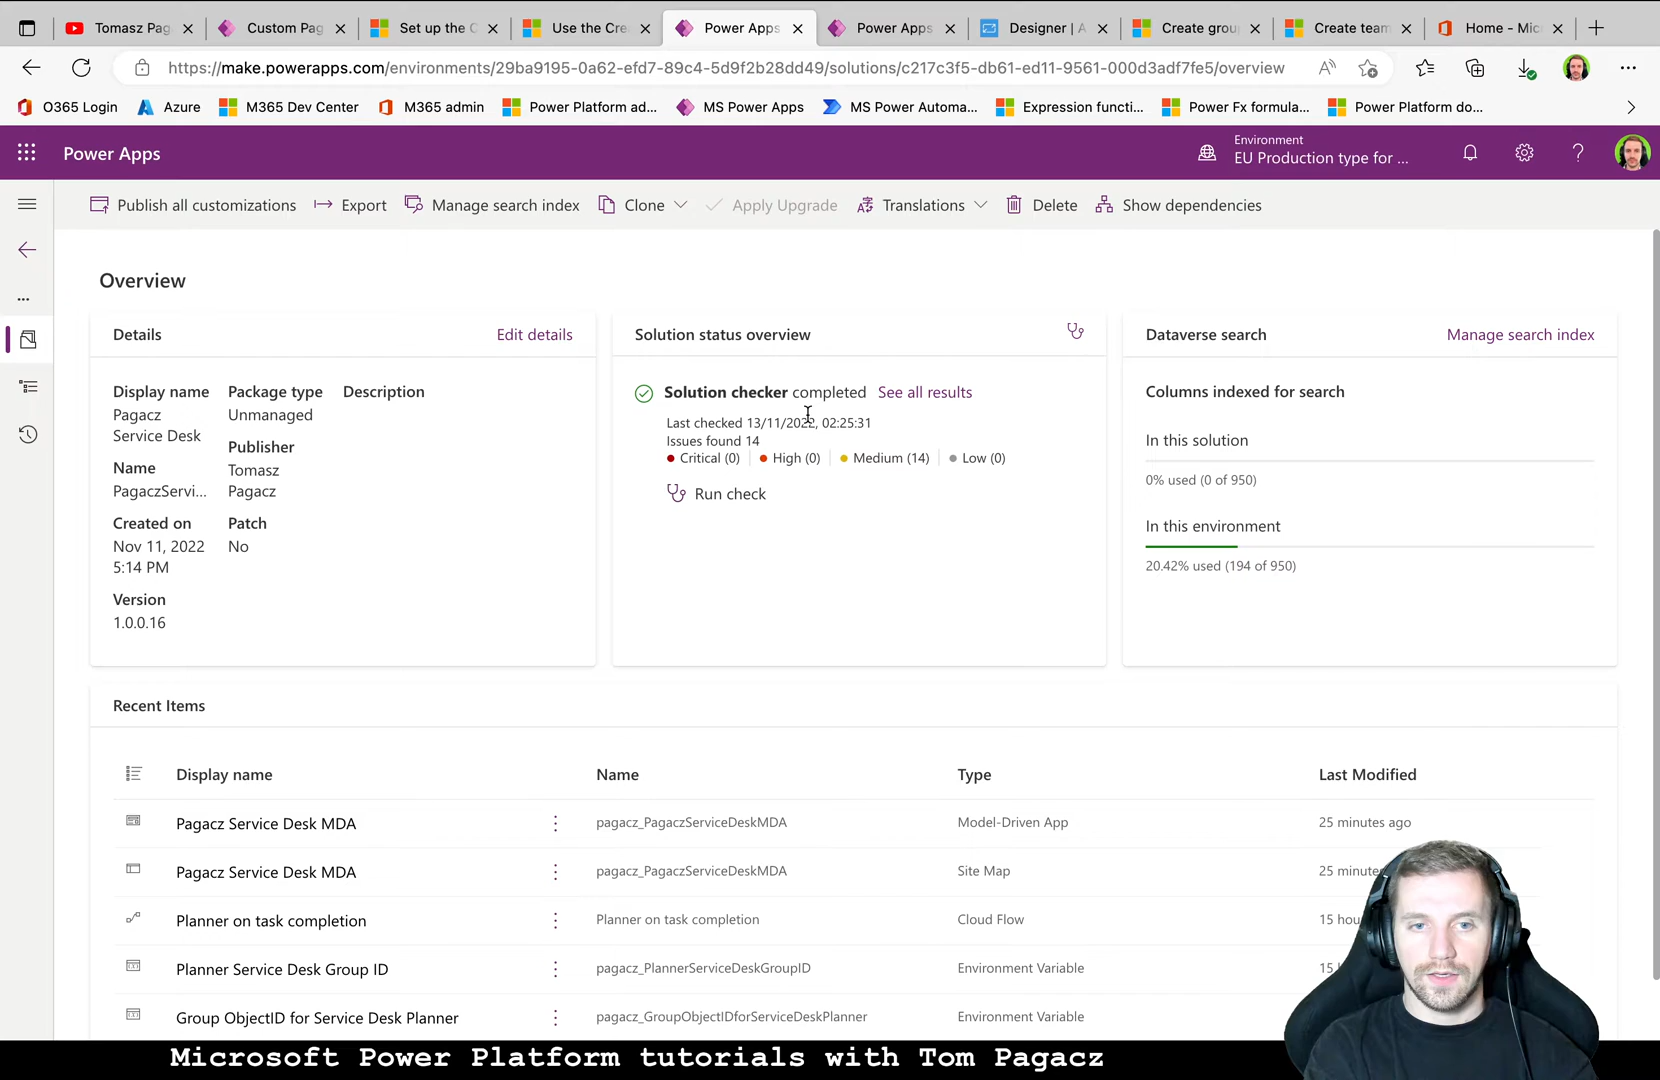 Tomasz Pag
Custom Pag
Set up the C
Use the Cre
Power Apps
Power Apps
Designer | A
Create grou
Create team
Home - Mic
https://make.powerapps.com/environments/29ba9195-0a62-efd7-89c4-5d9f2b28dd49/solutions/c217c3f5-db61-ed11-9561-000d3adf7fe5/overview
O365 Login
Azure
M365 Dev Center
M365 admin
Power Platform ad...
MS Power Apps
MS Power Automa...
Expression functi...
Power Fx formula...
Power Platform do...
Power Apps
Environment
EU Production type for ...
Publish all customizations
Export
Manage search index
Clone
Apply Upgrade
Translations
Delete
Show dependencies
Overview
Details
Edit details
Display name
Pagacz
Service Desk
Name
PagaczServi...
Created on
Nov 11, 2022
5:14 PM
Version
1.0.0.16
Package type
Unmanaged
Publisher
Tomasz
Pagacz
Patch
No
Description
Solution status overview
Solution checker completed See all results
Last checked 13/11/2022, 02:25:31
Issues found 14
Critical (0) High (0) Medium (14) Low (0)
Run check
Dataverse search
Manage search index
Columns indexed for search
In this solution
0% used (0 of 950)
In this environment
20.42% used (194 of 950)
Recent Items
Display name Name Type Last Modified
Pagacz Service Desk MDA pagacz_PagaczServiceDeskMDA Model-Driven App 25 minutes ago
Pagacz Service Desk MDA pagacz_PagaczServiceDeskMDA Site Map 25 minute
Planner on task completion Planner on task completion Cloud Flow 15 hou
Planner Service Desk Group ID pagacz_PlannerServiceDeskGroupID Environment Variable 15
Group ObjectID for Service Desk Planner pagacz_GroupObjectIDforServiceDeskPlanner Environment Variable
Microsoft Power Platform tutorials with Tom Pagacz